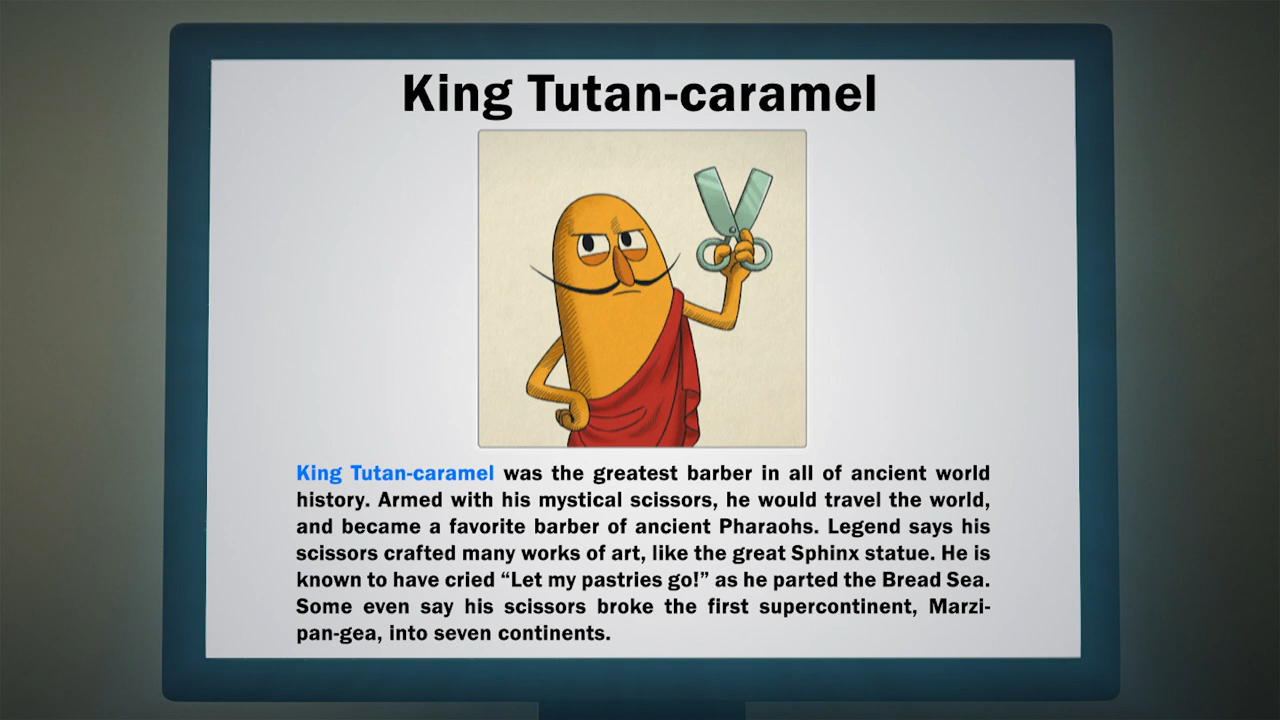 King Tutan-caramel
King Tutan-caramel was the greatest barber in all of ancient world
history. Armed with his mystical scissors, he would travel the world,
and became a favorite barber of ancient Pharaohs. Legend says his
scissors crafted many works of art, like the great Sphinx statue. He is
known to have cried “Let my pastries go!” as he parted the Bread Sea.
Some even say his scissors broke the first supercontinent, Marzi-
pan-gea, into seven continents.